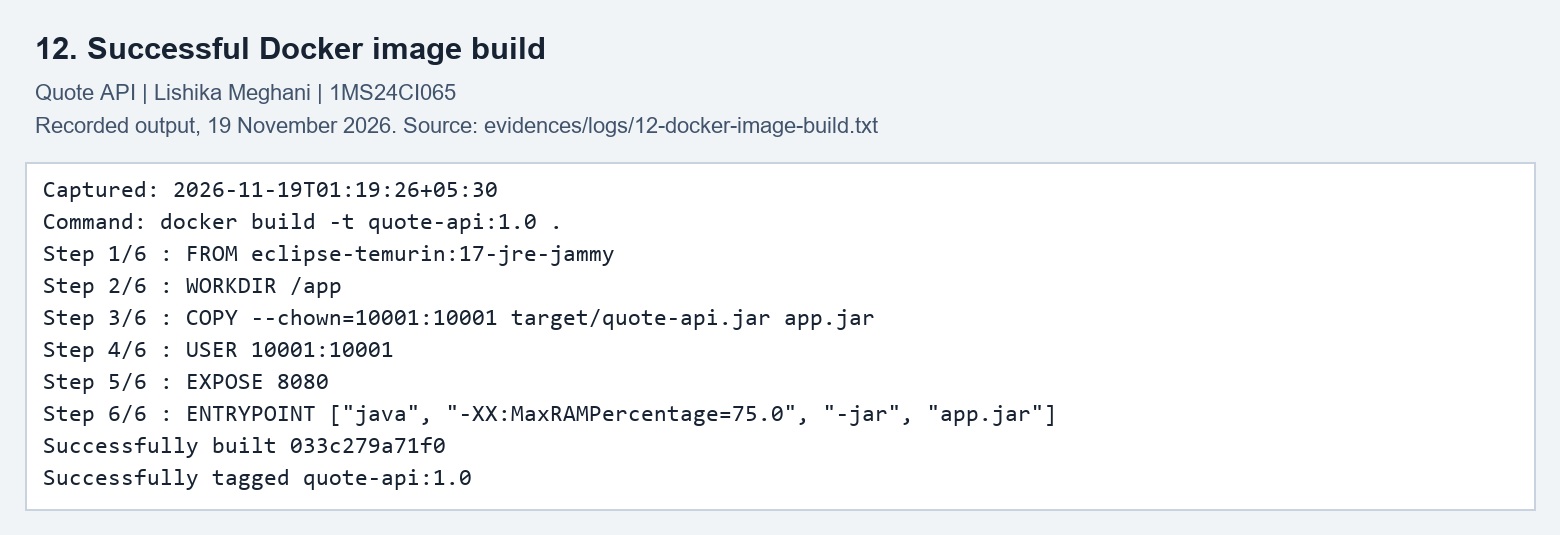 12. Successful Docker image build
Quote API | Lishika Meghani | 1MS24CI065
Recorded output, 19 November 2026. Source: evidences/logs/12-docker-image-build.txt
Captured: 2026-11-19T01:19:26+05:30
Command: docker build -t quote-api:1.0 .
Step 1/6 : FROM eclipse-temurin:17-jre-jammy
Step 2/6 : WORKDIR /app
Step 3/6 : COPY --chown=10001:10001 target/quote-api.jar app.jar
Step 4/6 : USER 10001:10001
Step 5/6 : EXPOSE 8080
Step 6/6 : ENTRYPOINT ["java", "-XX:MaxRAMPercentage=75.0", "-jar", "app.jar"]
Successfully built 033c279a71f0
Successfully tagged quote-api:1.0